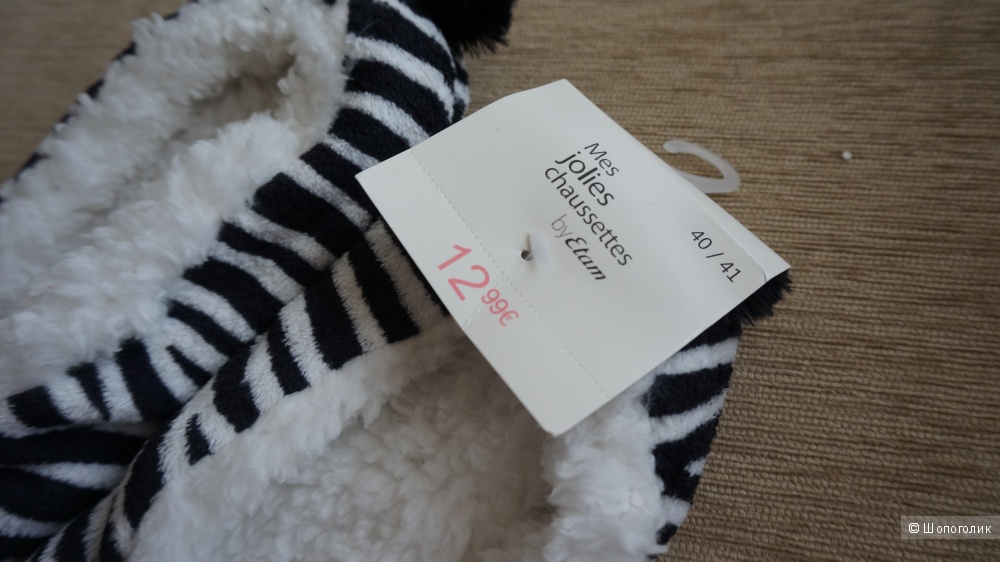 Mes
jolies
chaussettes
by Etam
40 / 41
12 99€
© Шопоголик